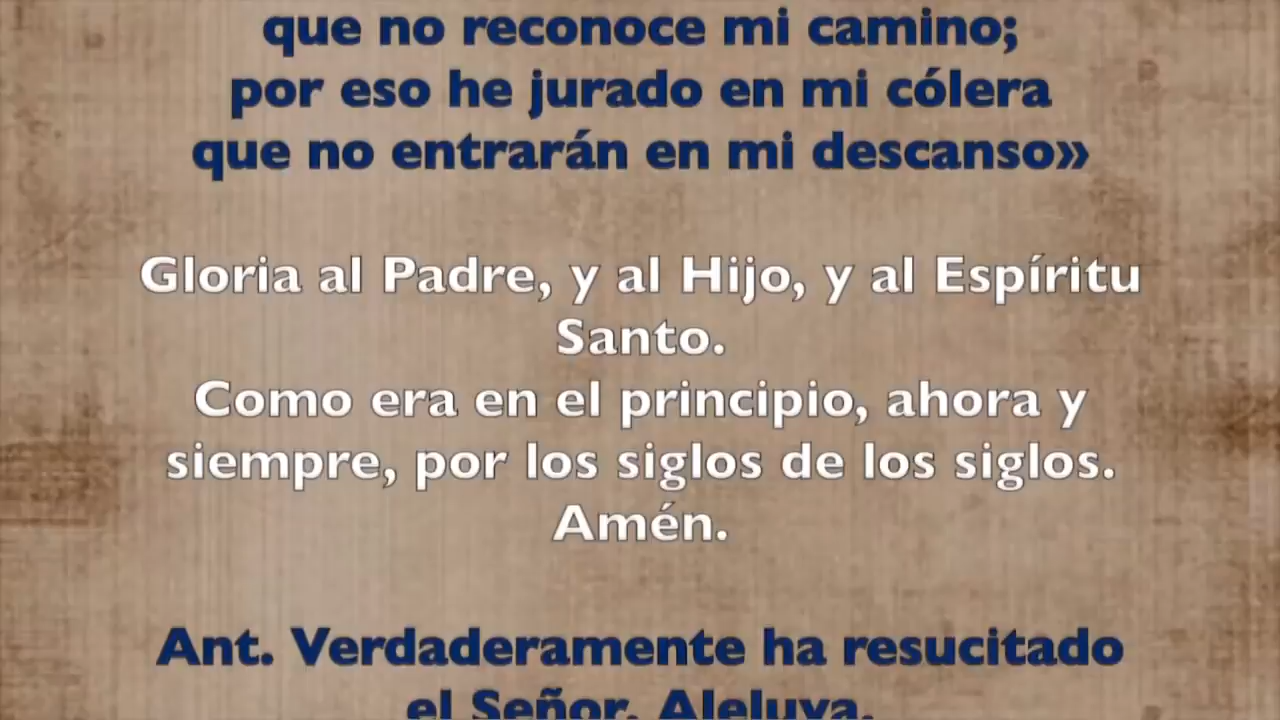 que no reconoce mi camino;
por eso he jurado en mi cólera
que no entrarán en mi descanso»
Gloria al Padre, y al Hijo, y al Espíritu
Santo.
Como era en el principio, ahora y
siempre, por los siglos de los siglos.
Amén.
Ant. Verdaderamente ha resucitado
el Señor. Aleluya.